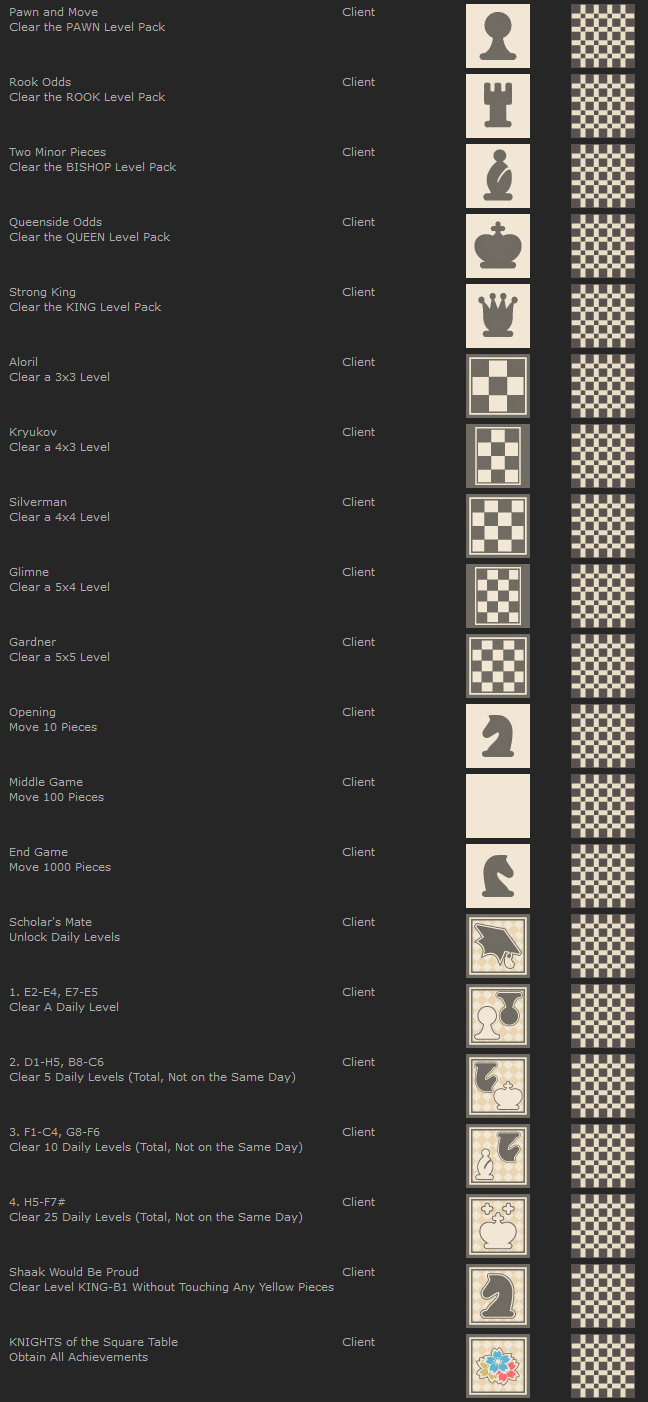 Pawn and Move Client
Clear the PAWN Level Pack
Rook Odds Client
Clear the ROOK Level Pack
Two Minor Pieces Client
Clear the BISHOP Level Pack
Queenside Odds Client
Clear the QUEEN Level Pack
Strong King Client
Clear the KING Level Pack
Aloril Client
Clear a 3x3 Level
Kryukov Client
Clear a 4x3 Level
Silverman Client
Clear a 4x4 Level
Glimne Client
Clear a 5x4 Level
Gardner Client
Clear a 5x5 Level
Opening Client
Move 10 Pieces
Middle Game Client
Move 100 Pieces
End Game Client
Move 1000 Pieces
Scholar's Mate Client
Unlock Daily Levels
1. E2-E4, E7-E5 Client
Clear A Daily Level
2. D1-H5, B8-C6 Client
Clear 5 Daily Levels (Total, Not on the Same Day)
3. F1-C4, G8-F6 Client
Clear 10 Daily Levels (Total, Not on the Same Day)
4. H5-F7# Client
Clear 25 Daily Levels (Total, Not on the Same Day)
Shaak Would Be Proud Client
Clear Level KING-B1 Without Touching Any Yellow Pieces
KNIGHTS of the Square Table Client
Obtain All Achievements